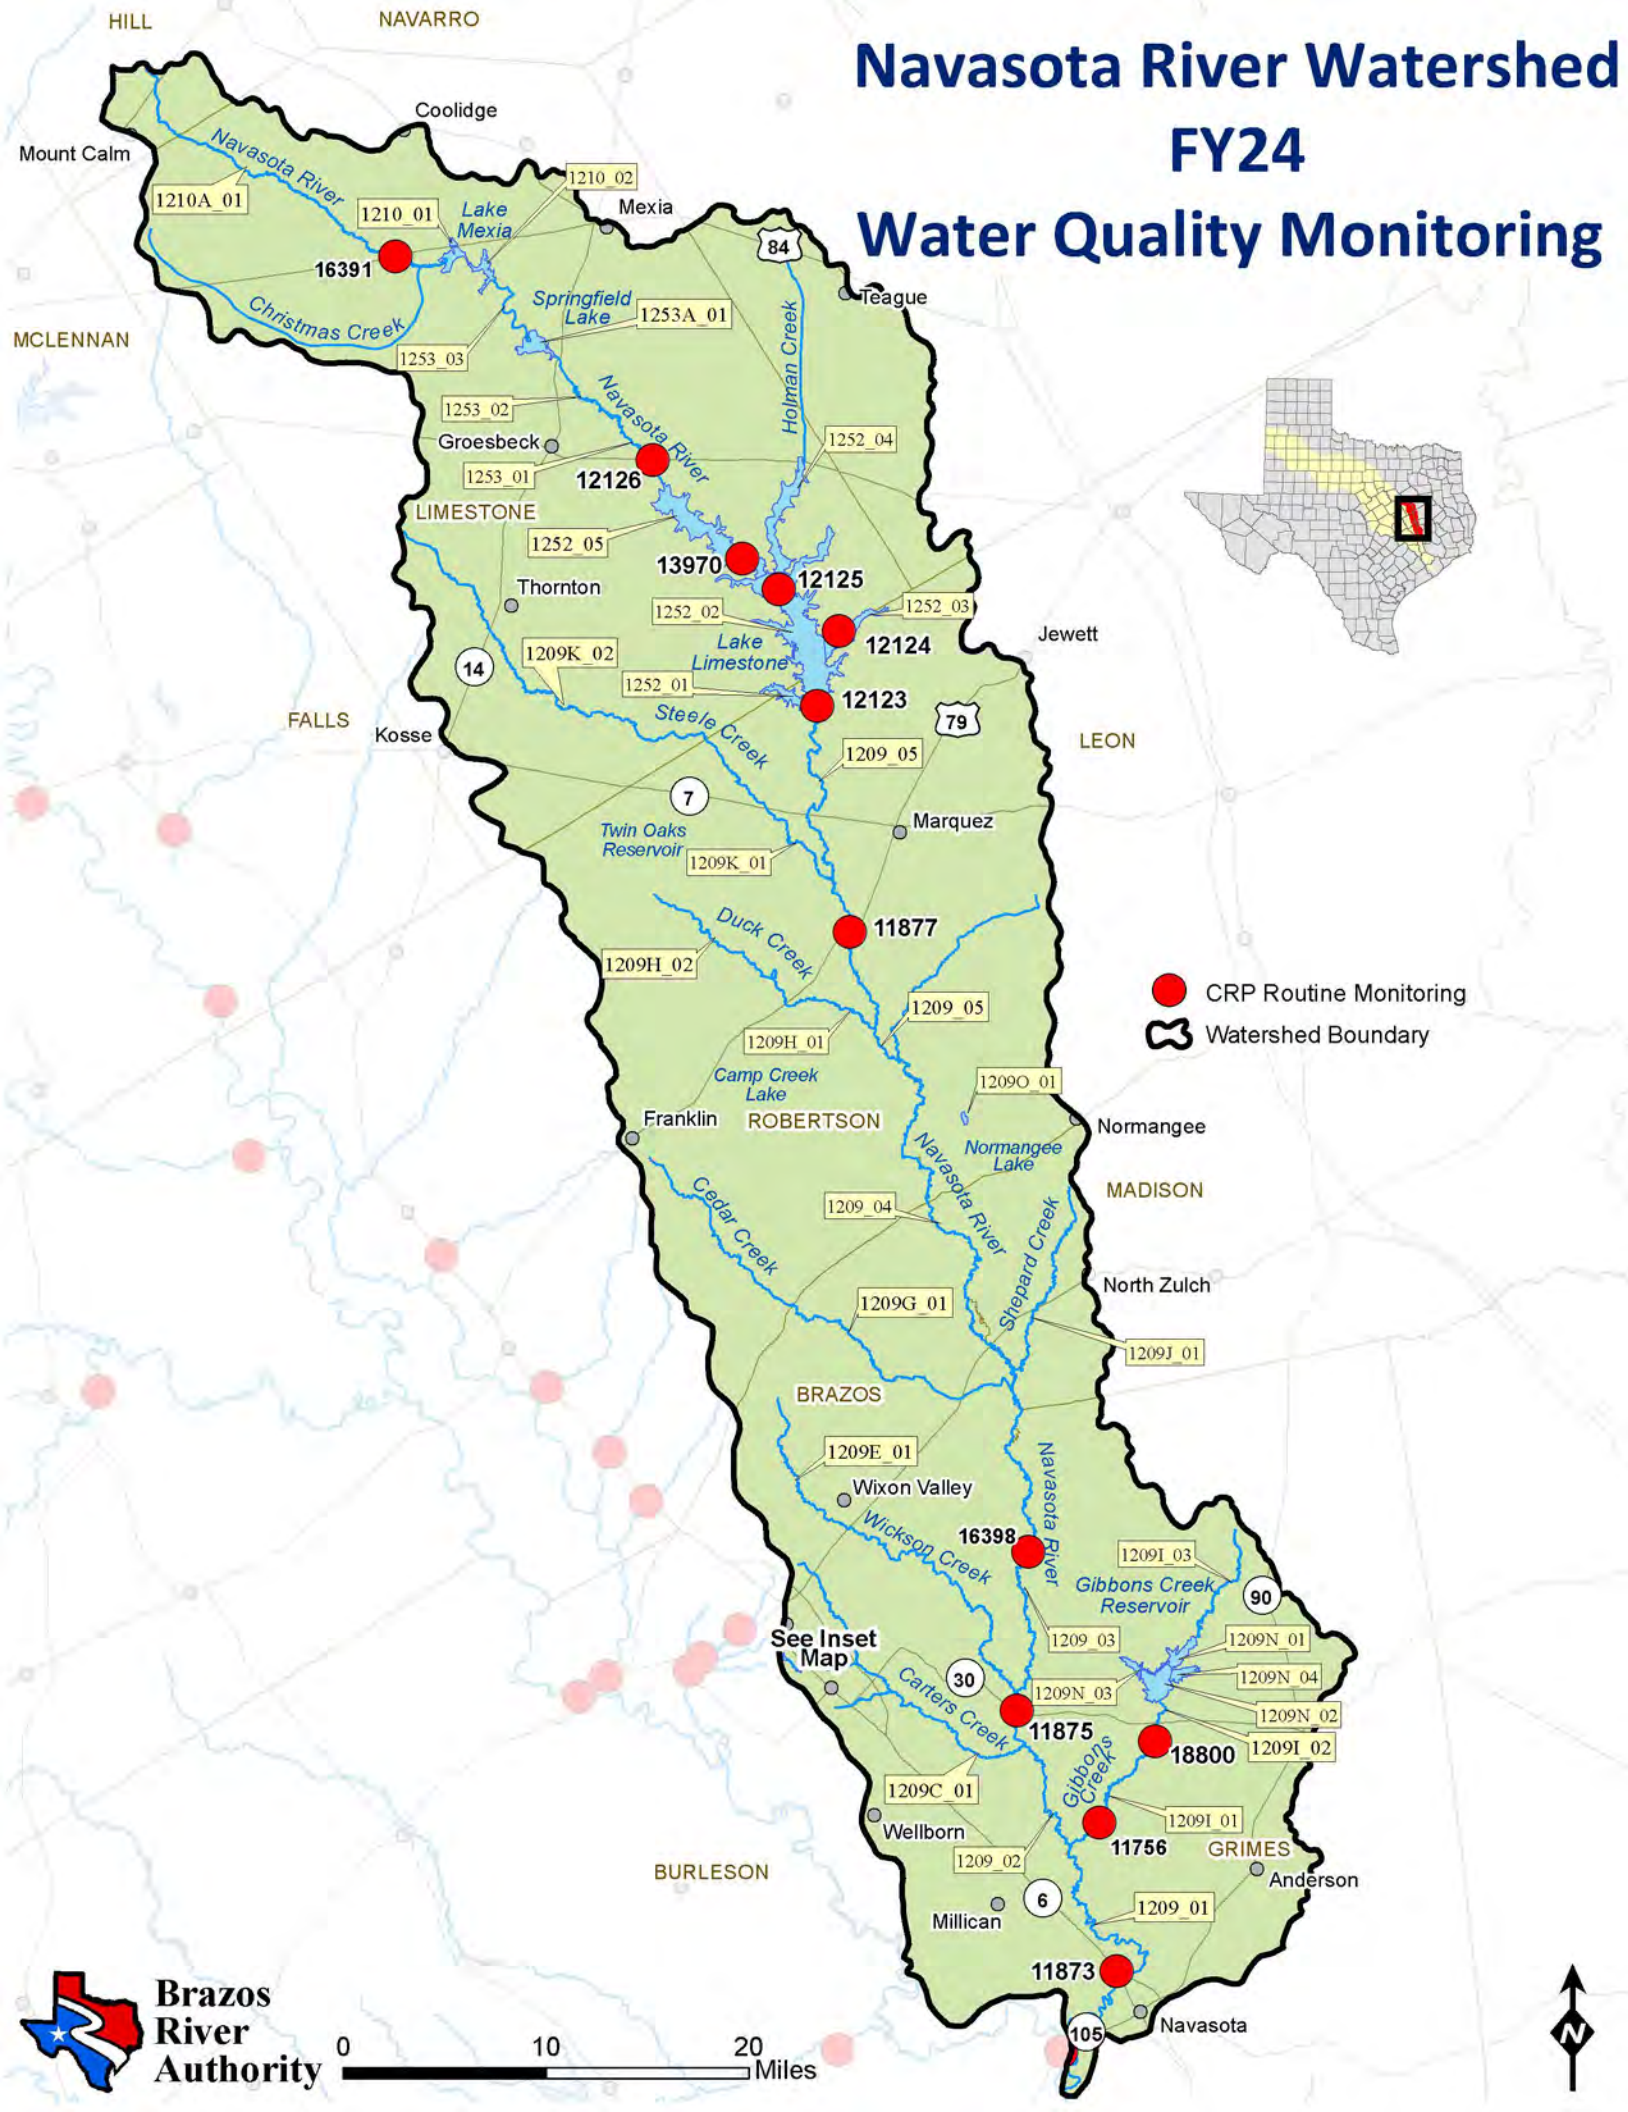 HILL
NAVARRO
Navasota River Watershed
FY24
Water Quality Monitoring
Coolidge
Mount Calm
Navasota River
1210A_01
1210_01
Lake
Mexia
1210_02
Mexia
84
16391
Teague
Christmas Creek
Springfield
Lake
1253A_01
Holman Creek
MCLENNAN
1253_03
1253_02
Navasota River
Groesbeck
1252_04
1253_01
12126
LIMESTONE
1252_05
13970
12125
Thornton
1252_02
1252_03
Jewett
12124
Lake
Limestone
1209K_02
14
1252_01
12123
FALLS
Kosse
Steele Creek
79
LEON
1209_05
7
Marquez
Twin Oaks
Reservoir
1209K_01
Duck Creek
11877
1209H_02
CRP Routine Monitoring
1209_05
Watershed Boundary
1209H_01
Camp Creek
Lake
1209O_01
Franklin
ROBERTSON
Normangee
Normangee
Lake
Navasota River
MADISON
Cedar Creek
1209_04
Shepard Creek
North Zulch
1209G_01
1209J_01
BRAZOS
1209E_01
Navasota River
Wixon Valley
Wickson Creek
16398
1209I_03
Gibbons Creek
Reservoir
90
See Inset
Map
1209_03
1209N_01
30
1209N_04
1209N_03
Carters Creek
1209N_02
11875
1209I_02
18800
Gibbons
Creek
1209C_01
1209I_01
Wellborn
11756
GRIMES
1209_02
BURLESON
Anderson
6
1209_01
Millican
11873
Navasota
105
Brazos
River
Authority
0 10 20
Miles
N